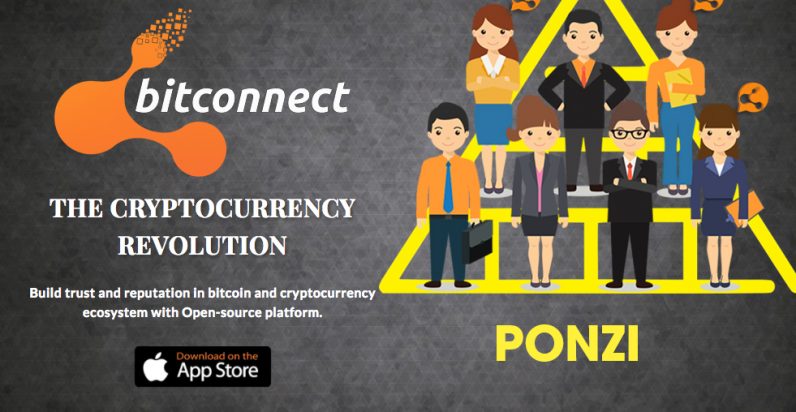 bitconnect
THE CRYPTOCURRENCY
REVOLUTION
Build trust and reputation in bitcoin and cryptocurrency
ecosystem with Open-source platform.
Download on the
App Store
PONZI